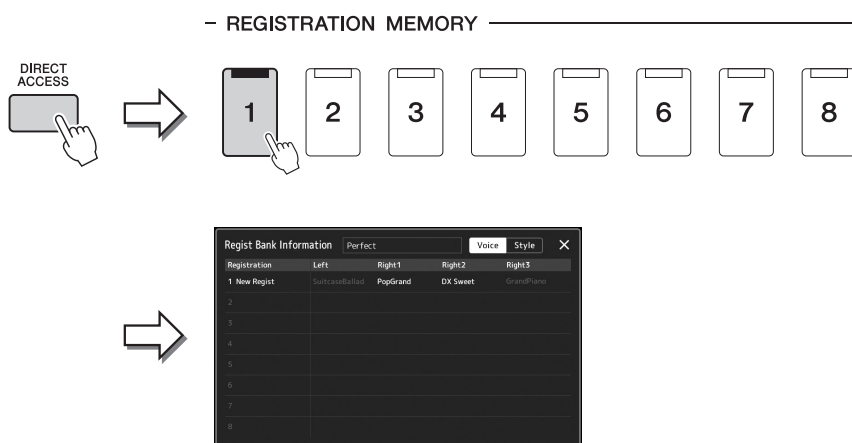 REGISTRATION MEMORY
DIRECT
ACCESS
1 2 3 4 5 6 7 8
Regist Bank Information Perfect Voice Style X
Registration Left Right1 Right2 Right3
1 New Regist SuitcaseBallad PopGrand DX Sweet GrandPiano
2
3
4
5
6
7
8